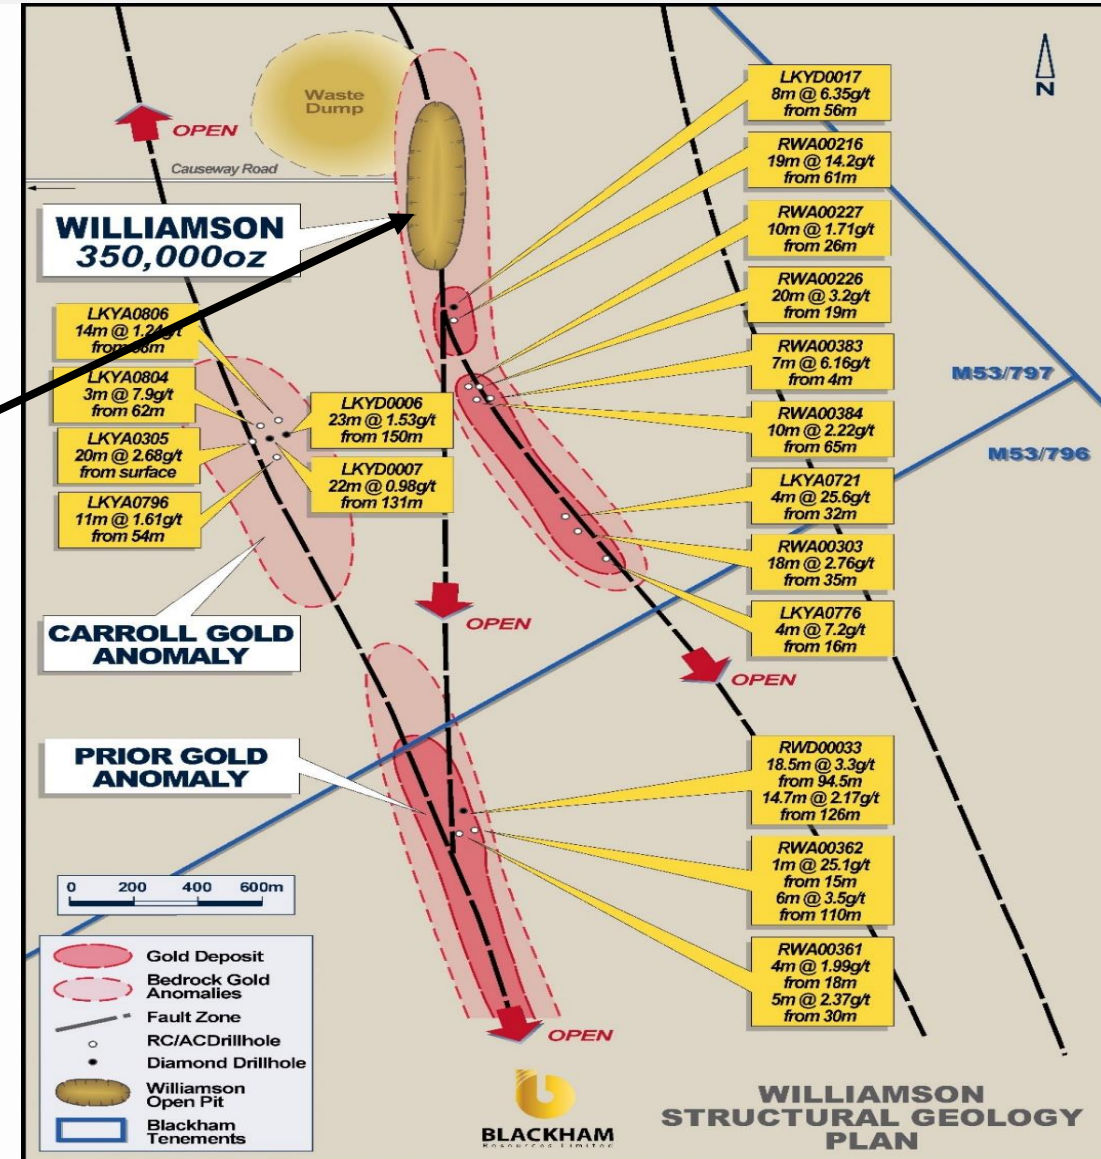 LKYD0017
8m @ 6.35g/t
from 56m
Waste
Dump
N
OPEN
RWA00216
19m @ 14.2g/t
from 61m
Causeway Road
RWA00227
10m @ 1.71g/t
from 26m
WILLIAMSON
350,000oz
RWA00226
20m @ 3.2g/t
from 19m
LKYA0806
14m @ 1.24g/t
RWA00383
7m @ 6.16g/t
from 4m
M53/797
LKYA0804
3m @ 7.9g/t
from 62m
LKYD0006
23m @ 1.53g/t
from 150m
RWA00384
10m @ 2.22g/t
from 65m
LKYA0305
20m @ 2.68g/t
from surface
M53/796
LKYD0007
22m @ 0.98g/t
from 131m
LKYA0721
4m @ 25.6g/t
from 32m
LKYA0796
11m @ 1.61g/t
from 54m
RWA00303
18m @ 2.76g/t
from 35m
LKYA0776
4m @ 7.2g/t
from 16m
OPEN
CARROLL GOLD
ANOMALY
OPEN
PRIOR GOLD
ANOMALY
RWD00033
18.5m @ 3.3g/t
from 94.5m
14.7m @ 2.17g/t
from 126m
RWA00362
1m @ 25.1g/t
from 15m
6m @ 3.5g/t
from 110m
0 200 400 600m
RWA00361
4m @ 1.99g/t
from 18m
5m @ 2.37g/t
from 30m
Gold Deposit
Bedrock Gold
Anomalies
Fault Zone
RC/ACDrillhole
Diamond Drillhole
Williamson
Open Pit
Blackham
Tenements
OPEN
BLACKHAM
Resources Limited
WILLIAMSON
STRUCTURAL GEOLOGY
PLAN